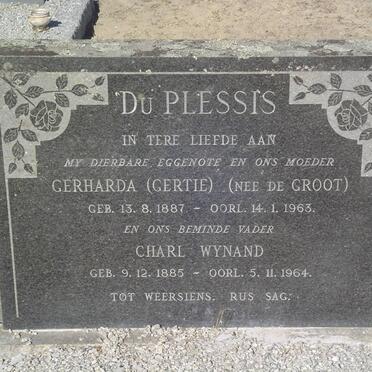 DU PLESSIS
IN TERE LIEFDE AAN
MY DIERBARE EGGENOTE EN ONS MOEDER
GERHARDA (GERTIE) (NEE DE GROOT)
GEB. 13. 8. 1887 – OORL. 14. 1. 1963.
EN ONS BEMINDE VADER
CHARL WYNAND
GEB. 9. 12. 1885 – OORL. 5. 11. 1964.
TOT WEERSIENS. RUS SAG.